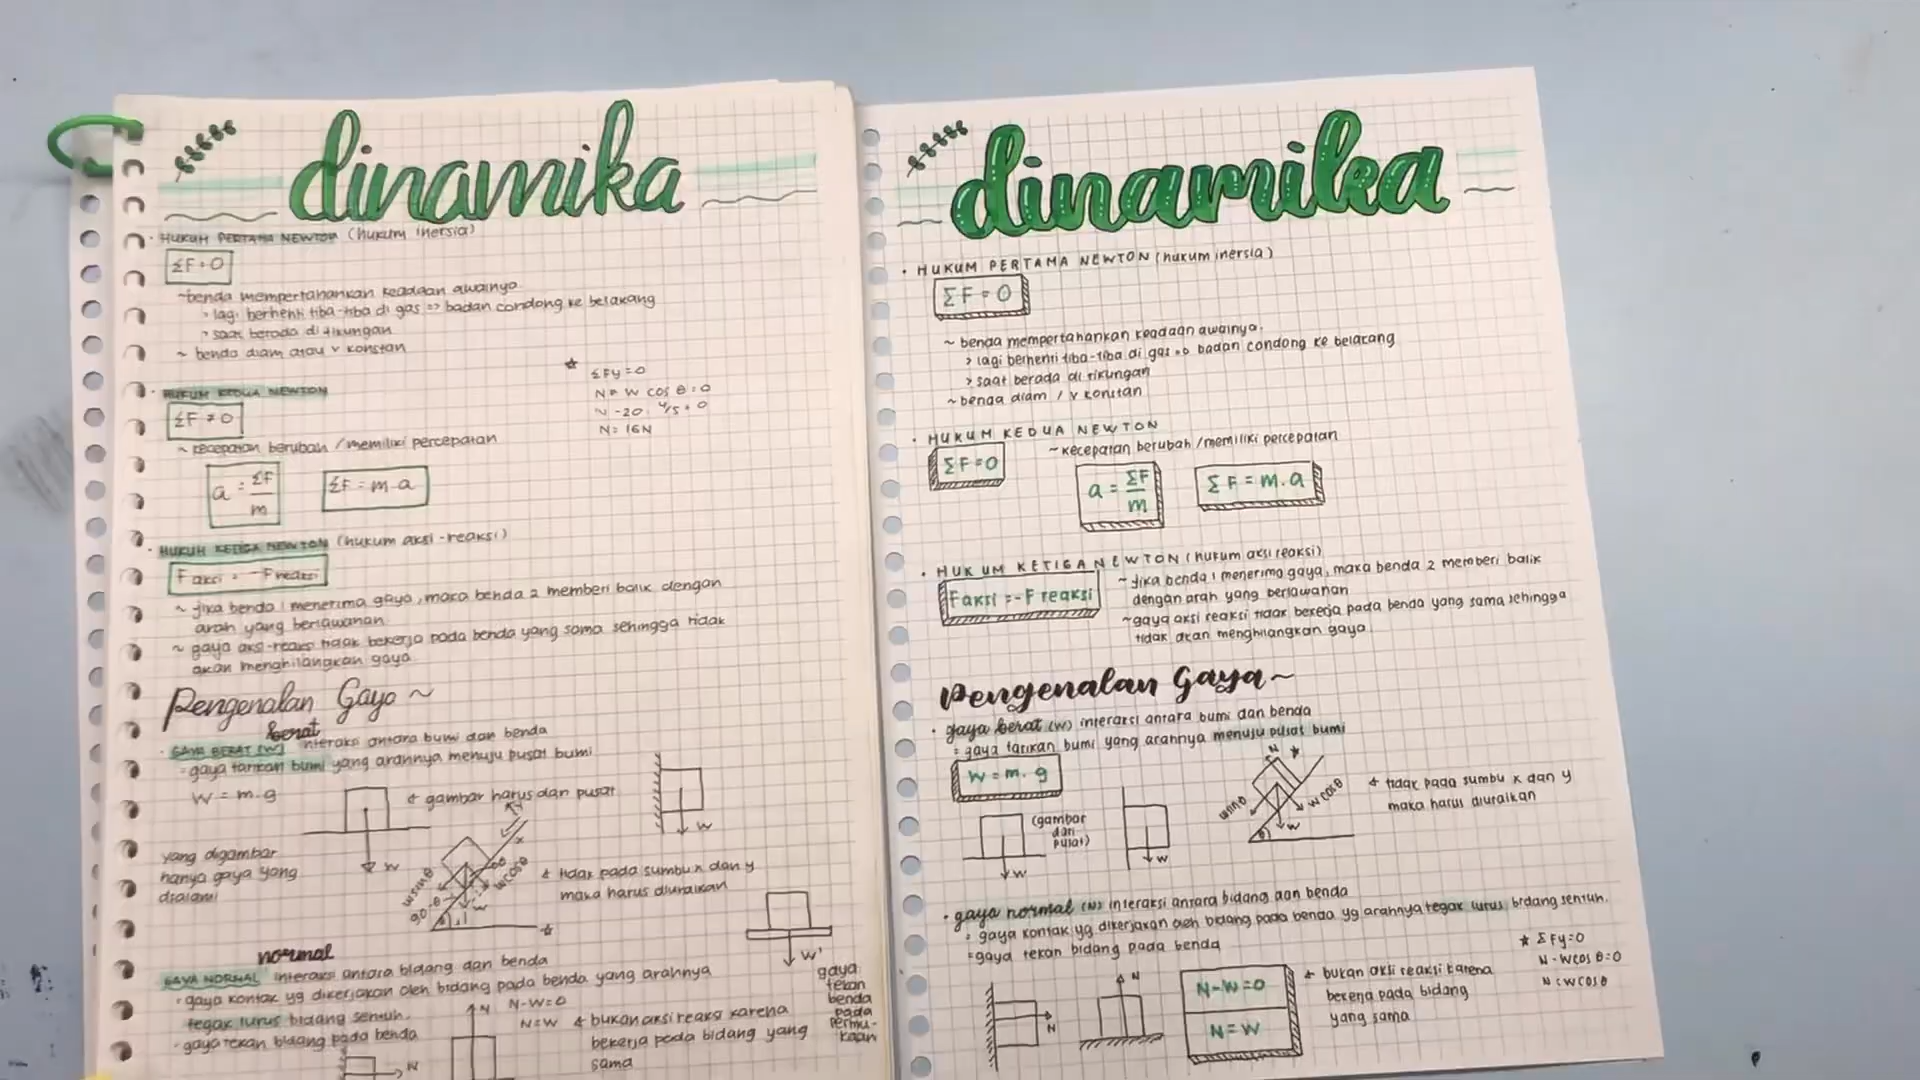 dinamika
HUKUM PERTAMA NEWTON (hukum inersia)
ΣF=0
~benda mempertahankan keadaan awalnya
> lagi berhenti tiba-tiba di gas => badan condong ke belakang
> saat berada di tikungan
~ benda diam atau v konstan
HUKUM KEDUA NEWTON
ΣF≠0
~ kecepatan berubah /memiliki percepatan
a = ΣF/m
ΣF = m.a
ΣFy=0
N- W cos θ = 0
N -20 . 4/5 = 0
N= 16N
HUKUM KETIGA NEWTON (hukum aksi-reaksi)
Faksi = -Freaksi
~ jika benda 1 menerima gaya, maka benda 2 memberi balik dengan
arah yang berlawanan
~ gaya aksi-reaksi tidak bekerja pada benda yang sama sehingga tidak
akan menghilangkan gaya
Pengenalan Gaya ~
berat
GAYA BERAT (W) interaksi antara bumi dan benda
= gaya tarikan bumi yang arahnya menuju pusat bumi
W = m.g
gambar harus dari pusat
W
W
yang digambar
hanya gaya yang
dialami
W sinθ
W cosθ
90-θ
W
x
tidak pada sumbu x dan y
maka harus diuraikan
W'
gaya
tekan
benda
pada
permu-
kaan
normal
GAYA NORMAL interaksi antara bidang dan benda
= gaya kontak yg dikerjakan oleh bidang pada benda yang arahnya
tegak lurus bidang sentuh.
= gaya tekan bidang pada benda
N
N
N-W=0
N=W
bukan aksi reaksi karena
bekerja pada bidang yang
sama
dinamika
HUKUM PERTAMA NEWTON (hukum inersia)
ΣF = 0
~ benda mempertahankan keadaan awalnya.
> lagi berhenti tiba-tiba di gas => badan condong ke belakang
> saat berada di tikungan
~ benda diam / v konstan
HUKUM KEDUA NEWTON
ΣF=0
~kecepatan berubah /memiliki percepatan
a = ΣF/m
ΣF = m.a
HUKUM KETIGA NEWTON (hukum aksi reaksi)
Faksi =-F reaksi
~ jika benda 1 menerima gaya, maka benda 2 memberi balik
dengan arah yang berlawanan
~gaya aksi reaksi tidak bekerja pada benda yang sama sehingga
tidak akan menghilangkan gaya
Pengenalan Gaya~
gaya berat (W) interaksi antara bumi dan benda
= gaya tarikan bumi yang arahnya menuju pusat bumi
W = m. g
(gambar
dari
pusat)
W
W
N
W sinθ
W cosθ
W
θ
tidak pada sumbu x dan y
maka harus diuraikan
gaya normal (N) interaksi antara bidang dan benda
= gaya kontak yg dikerjakan oleh bidang pada benda yg arahnya tegak lurus bidang sentuh.
=gaya tekan bidang pada benda
ΣFy=0
N - Wcos θ=0
N = Wcosθ
N
N
N-W=0
N=W
bukan aksi reaksi karena
bekerja pada bidang
yang sama